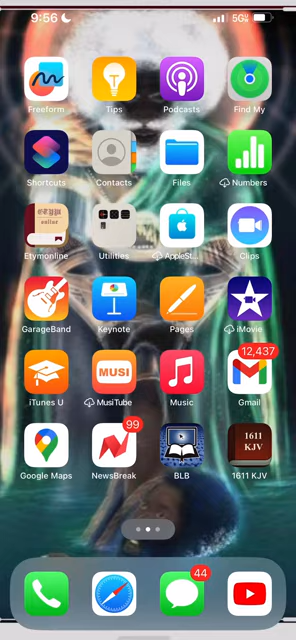 9:56
5G
Freeform
Tips
Podcasts
Find My
Shortcuts
Contacts
Files
Numbers
Etymonline
Utilities
AppleSt...
Clips
GarageBand
Keynote
Pages
iMovie
12,437
MUSI
iTunes U
MusiTube
Music
Gmail
99
1611
KJV
Google Maps
NewsBreak
BLB
1611 KJV
44